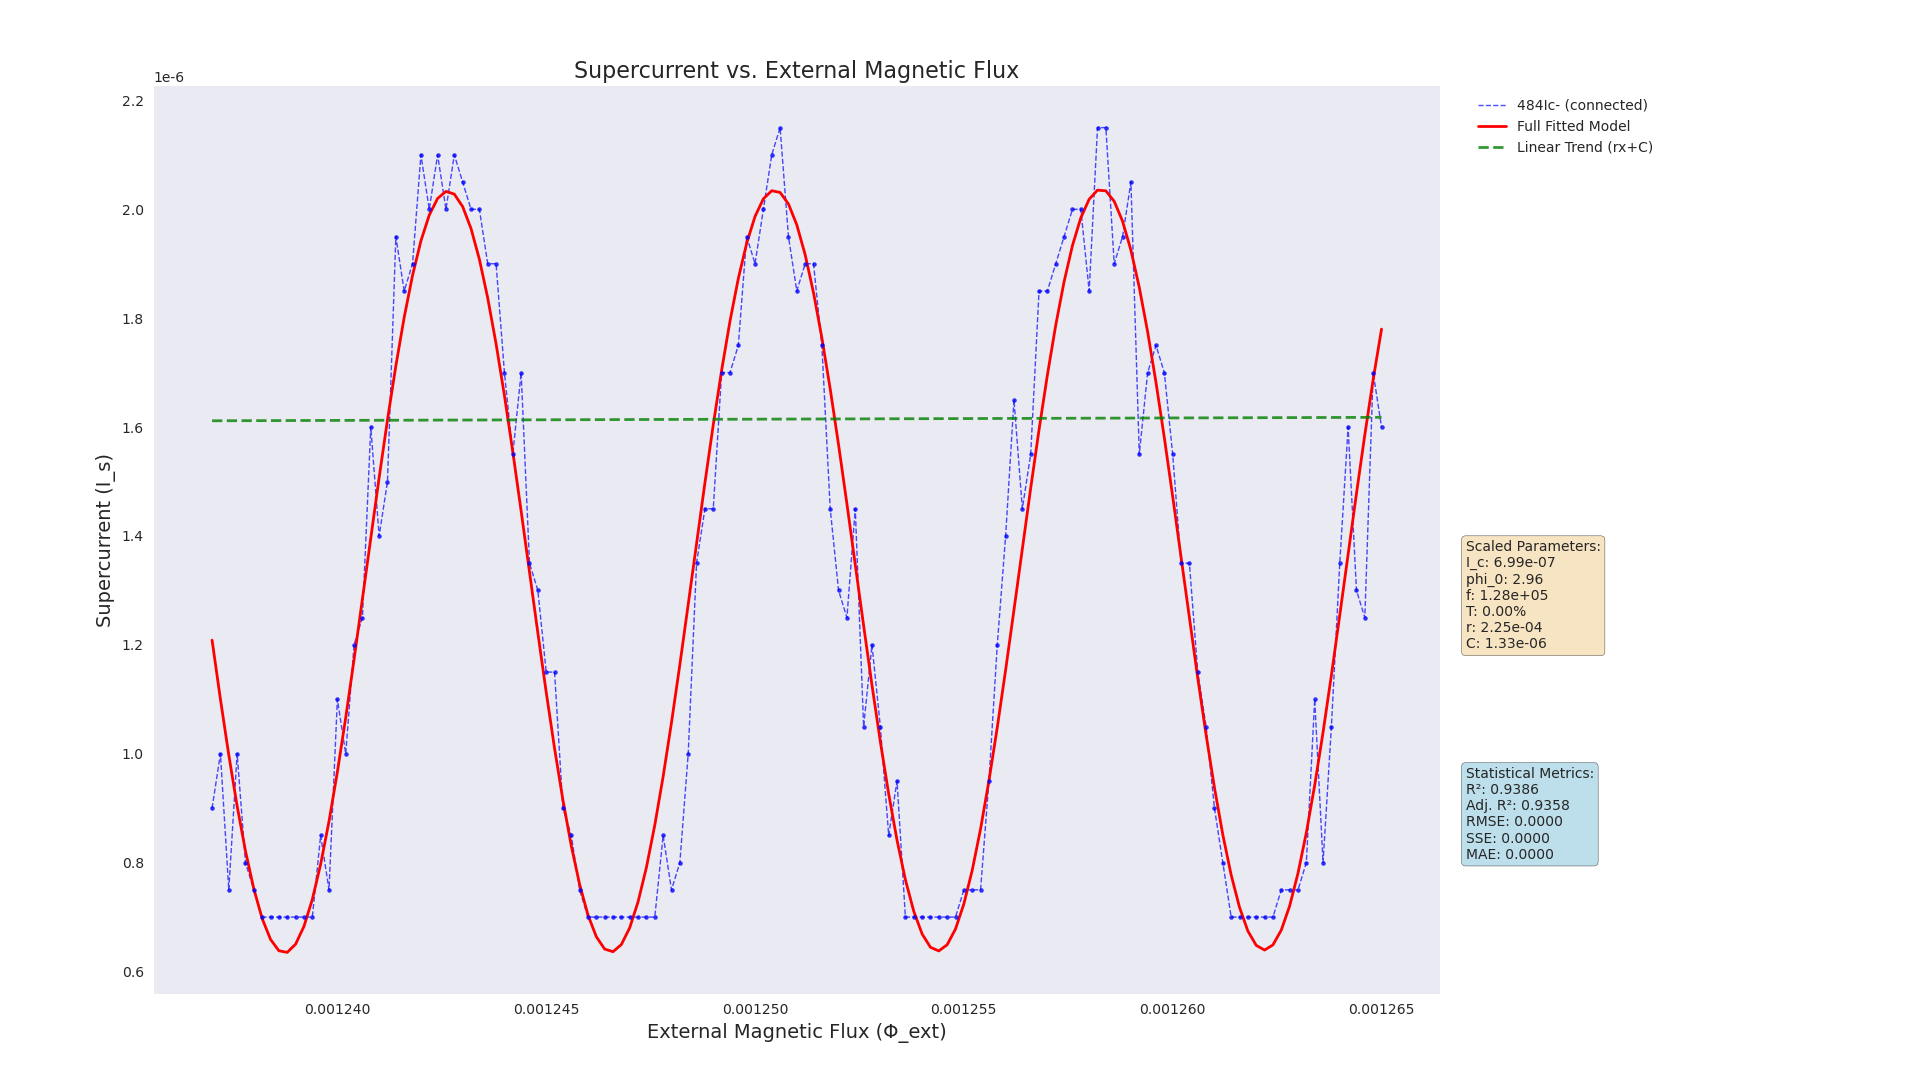 Supercurrent vs. External Magnetic Flux
1e-6
2.2
2.0
1.8
1.6
1.4
1.2
1.0
0.8
0.6
Supercurrent (I_s)
0.001240
0.001245
0.001250
0.001255
0.001260
0.001265
External Magnetic Flux (Φ_ext)
484Ic- (connected)
Full Fitted Model
Linear Trend (rx+C)
Scaled Parameters:
I_c: 6.99e-07
phi_0: 2.96
f: 1.28e+05
T: 0.00%
r: 2.25e-04
C: 1.33e-06
Statistical Metrics:
R²: 0.9386
Adj. R²: 0.9358
RMSE: 0.0000
SSE: 0.0000
MAE: 0.0000